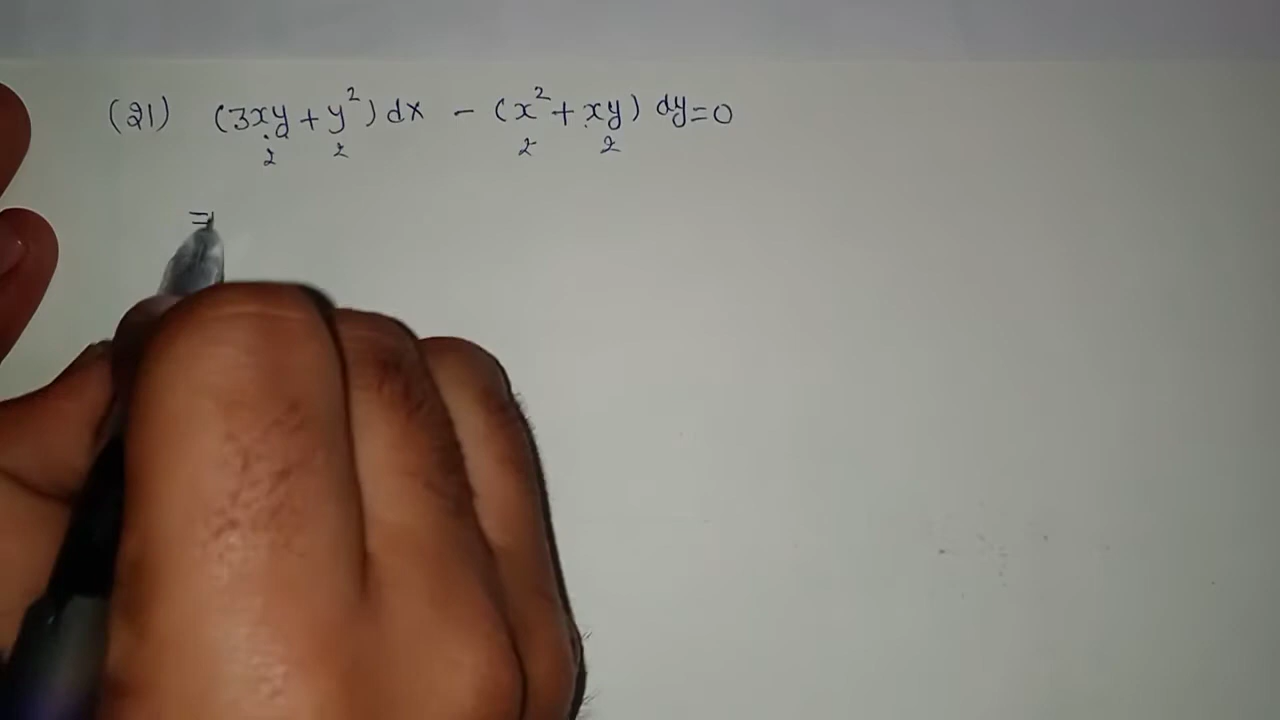 (21) (3xy + y²) dx - (x² + xy) dy = 0
2 2 2 2
=